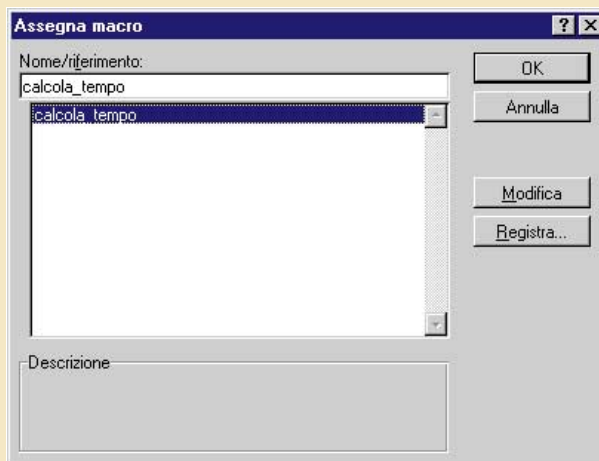 Assegna macro
Nome/riferimento:
calcola_tempo
calcola_tempo
OK
Annulla
Modifica
Registra...
Descrizione